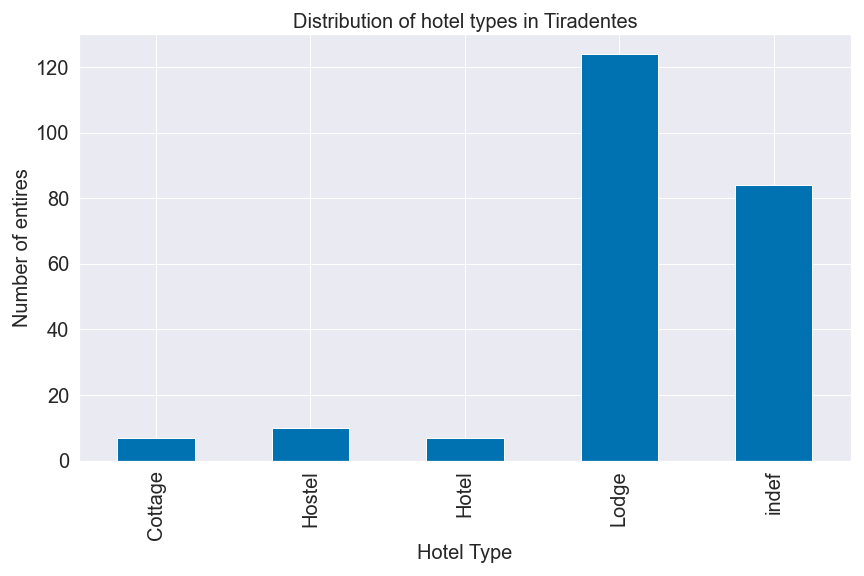 Distribution of hotel types in Tiradentes
120
100
80
60
40
20
0
Number of entires
Cottage
Hostel
Hotel
Lodge
indef
Hotel Type